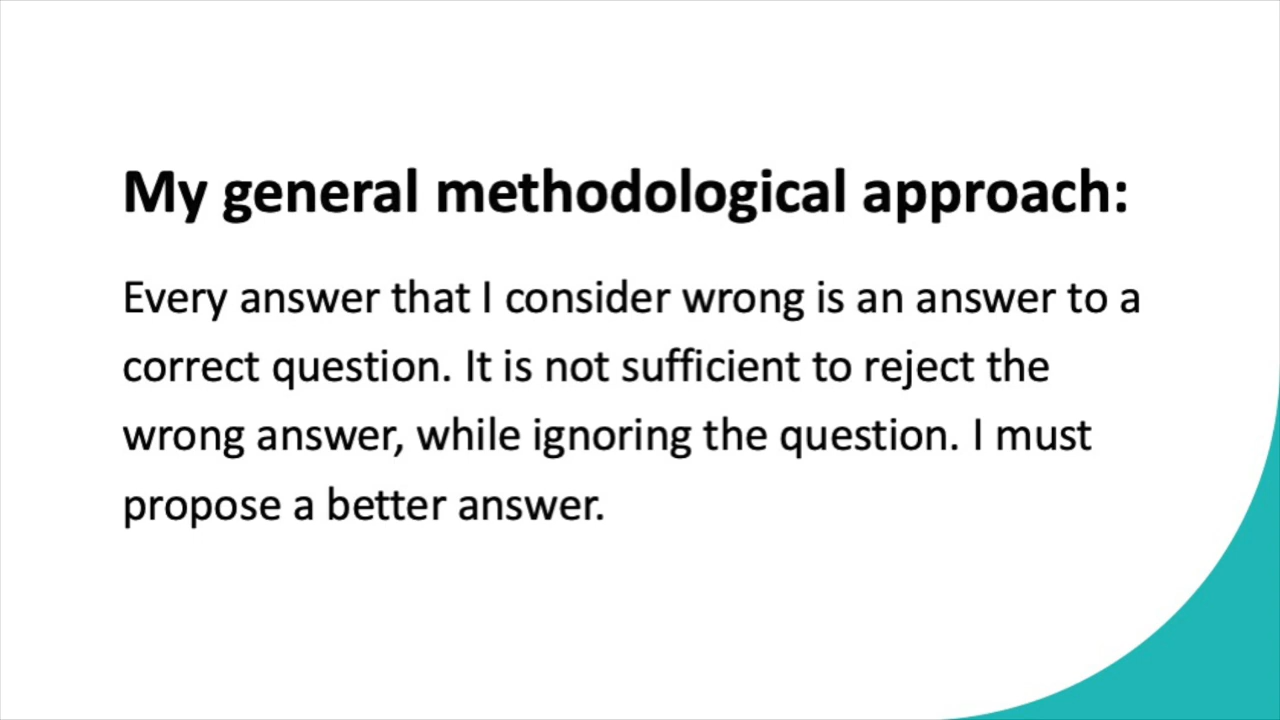 My general methodological approach:
Every answer that I consider wrong is an answer to a
correct question. It is not sufficient to reject the
wrong answer, while ignoring the question. I must
propose a better answer.